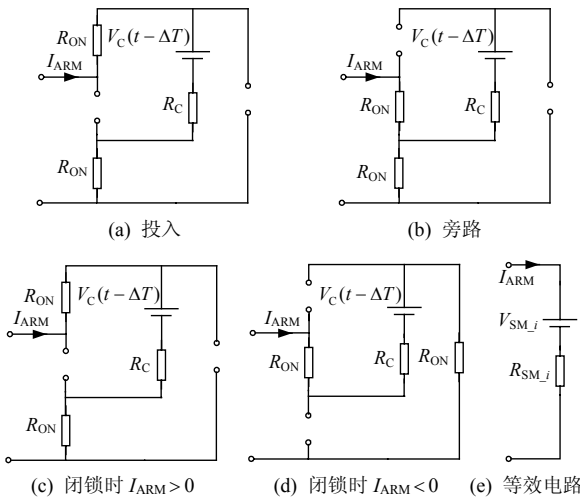 R_ON V_C(t−ΔT)
I_ARM
R_C
R_ON
(a) 投入
V_C(t−ΔT)
I_ARM
R_ON R_C
R_ON
(b) 旁路
R_ON V_C(t−ΔT)
I_ARM
R_C
R_ON
(c) 闭锁时 I_ARM>0
V_C(t−ΔT)
I_ARM
R_ON R_C R_ON
(d) 闭锁时 I_ARM<0
I_ARM
V_SM_i
R_SM_i
(e) 等效电路